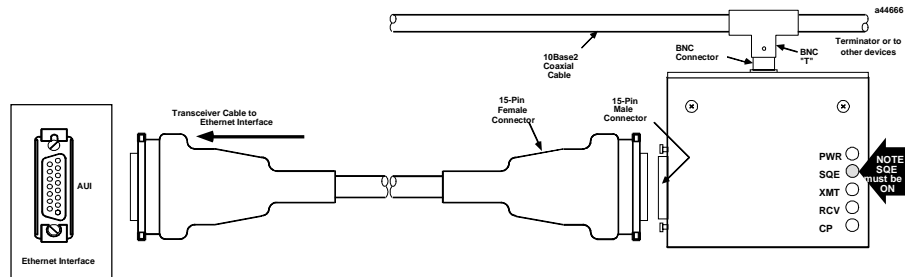 a44666
10Base2
Coaxial
Cable
BNC
Connector
BNC
"T"
Terminator or to
other devices
Transceiver Cable to
Ethernet Interface
15-Pin
Female
Connector
15-Pin
Male
Connector
AUI
Ethernet Interface
PWR
SQE
XMT
RCV
CP
NOTE
SQE
must be
ON